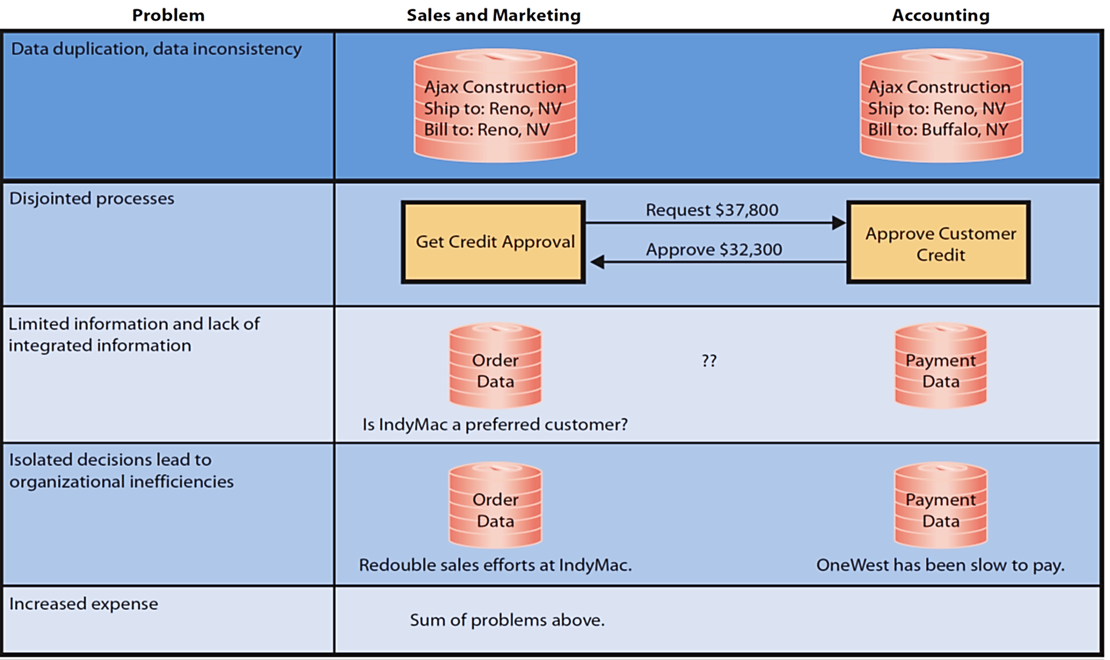 Problem
Sales and Marketing
Accounting
Data duplication, data inconsistency
Ajax Construction
Ship to: Reno, NV
Bill to: Reno, NV
Ajax Construction
Ship to: Reno, NV
Bill to: Buffalo, NY
Disjointed processes
Get Credit Approval
Request $37,800
Approve $32,300
Approve Customer
Credit
Limited information and lack of
integrated information
Order
Data
??
Payment
Data
Is IndyMac a preferred customer?
Isolated decisions lead to
organizational inefficiencies
Order
Data
Payment
Data
Redouble sales efforts at IndyMac.
OneWest has been slow to pay.
Increased expense
Sum of problems above.